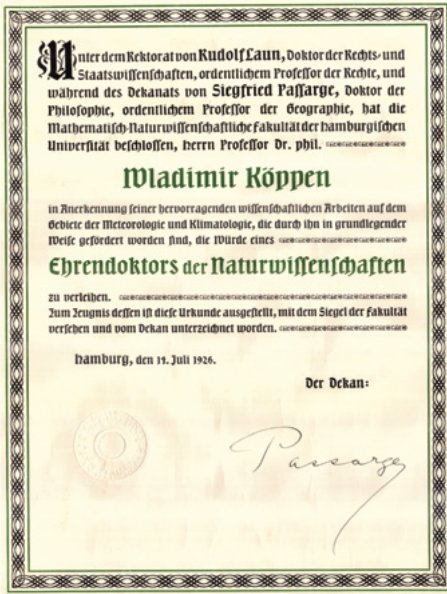 Unter dem Rektorat von Rudolf Laun, Doktor der Rechts- und
Staatswissenschaften, ordentlichem Professor der Rechte, und
während des Dekanats von Siegfried Passarge, Doktor der
Philosophie, ordentlichem Professor der Geographie, hat die
Mathematisch-Naturwissenschaftliche Fakultät der hamburgischen
Universität beschlossen, Herrn Professor Dr. phil.
Wladimir Köppen
in Anerkennung seiner hervorragenden wissenschaftlichen Arbeiten auf dem
Gebiete der Meteorologie und Klimatologie, die durch ihn in grundlegender
Weise gefördert worden sind, die Würde eines
Ehrendoktors der Naturwissenschaften
zu verleihen.
Zum Zeugnis dessen ist diese Urkunde ausgestellt, mit dem Siegel der Fakultät
versehen und vom Dekan unterzeichnet worden.
Hamburg, den 14. Juli 1926.
Der Dekan:
Passarge